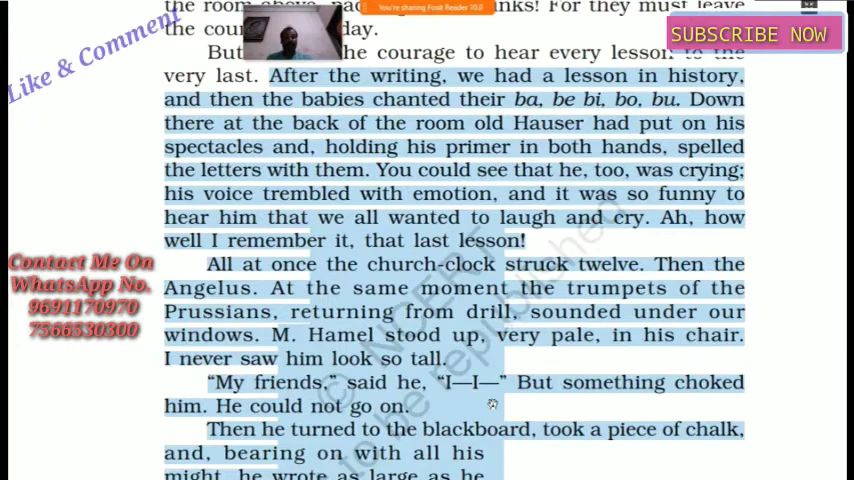 You're sharing Foxit Reader 10.0
SUBSCRIBE NOW
Like & Comment
the room
For they must leave
the cou
day.
But
the courage to hear every lesson to the
very last. After the writing, we had a lesson in history,
and then the babies chanted their ba, be bi, bo, bu. Down
there at the back of the room old Hauser had put on his
spectacles and, holding his primer in both hands, spelled
the letters with them. You could see that he, too, was crying;
his voice trembled with emotion, and it was so funny to
hear him that we all wanted to laugh and cry. Ah, how
well I remember it, that last lesson!
All at once the church-clock struck twelve. Then the
Angelus. At the same moment the trumpets of the
Prussians, returning from drill, sounded under our
windows. M. Hamel stood up, very pale, in his chair.
I never saw him look so tall.
“My friends,” said he, “I—I—” But something choked
him. He could not go on.
Then he turned to the blackboard, took a piece of chalk,
and, bearing on with all his
might, he wrote as large as he
Contact Me On
WhatsApp No.
9691170970
7566530800
© NCERT
to be republished